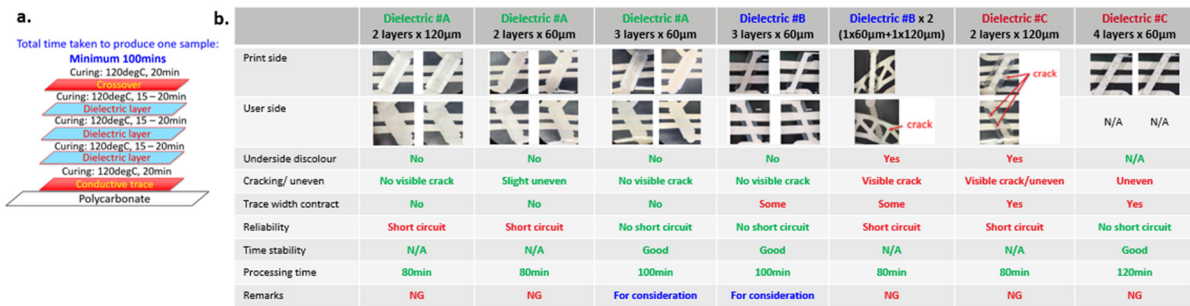 a.
Total time taken to produce one sample:
Minimum 100mins
Curing: 120degC, 20min
Crossover
Curing: 120degC, 15 – 20min
Dielectric layer
Curing: 120degC, 15 – 20min
Dielectric layer
Curing: 120degC, 15 – 20min
Dielectric layer
Curing: 120degC, 20min
Conductive trace
Polycarbonate
b.
Dielectric #A Dielectric #A Dielectric #A Dielectric #B Dielectric #B x 2 Dielectric #C Dielectric #C
2 layers x 120µm 2 layers x 60µm 3 layers x 60µm 3 layers x 60µm (1x60µm+1x120µm) 2 layers x 120µm 4 layers x 60µm
Print side
crack
User side
crack
N/A N/A
Underside discolour No No No No Yes Yes N/A
Cracking/ uneven No visible crack Slight uneven No visible crack No visible crack Visible crack Visible crack/uneven Uneven
Trace width contract No No No Some Some Yes Yes
Reliability Short circuit Short circuit No short circuit No short circuit Short circuit Short circuit No short circuit
Time stability N/A N/A Good Good N/A N/A Good
Processing time 80min 80min 100min 100min 80min 80min 120min
Remarks NG NG For consideration For consideration NG NG NG